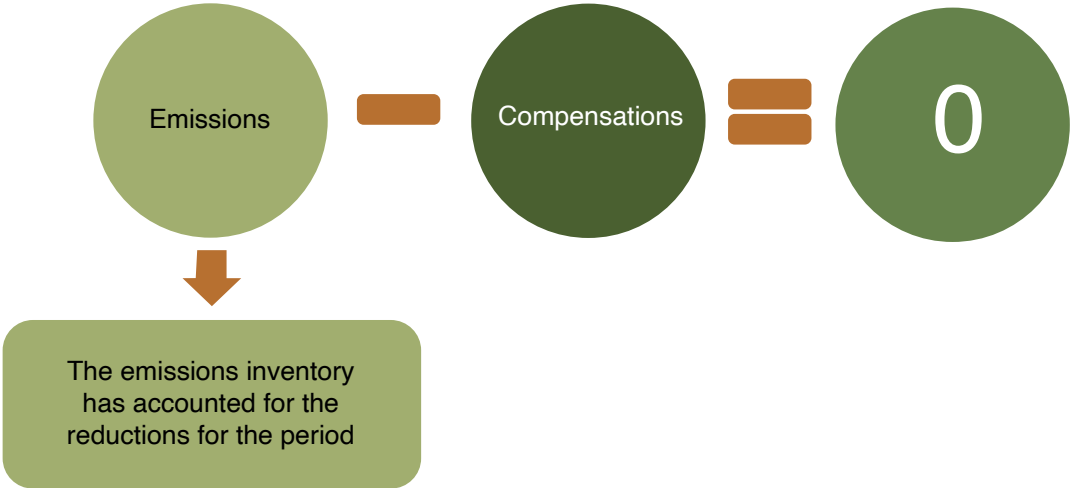 Emissions
Compensations
0
The emissions inventory
has accounted for the
reductions for the period